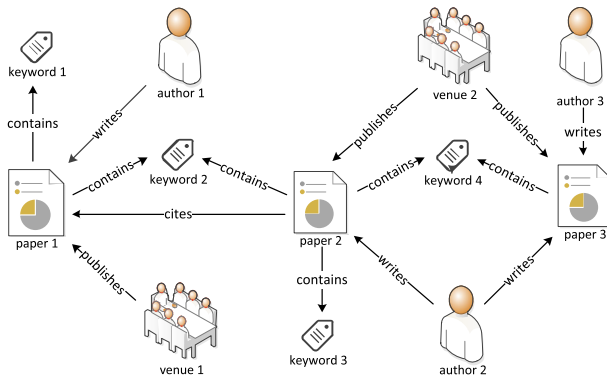 keyword 1
author 1
venue 2
author 3
contains
writes
publishes
publishes
writes
contains
keyword 2
contains
contains
keyword 4
contains
cites
paper 1
paper 2
paper 3
publishes
contains
writes
writes
venue 1
keyword 3
author 2